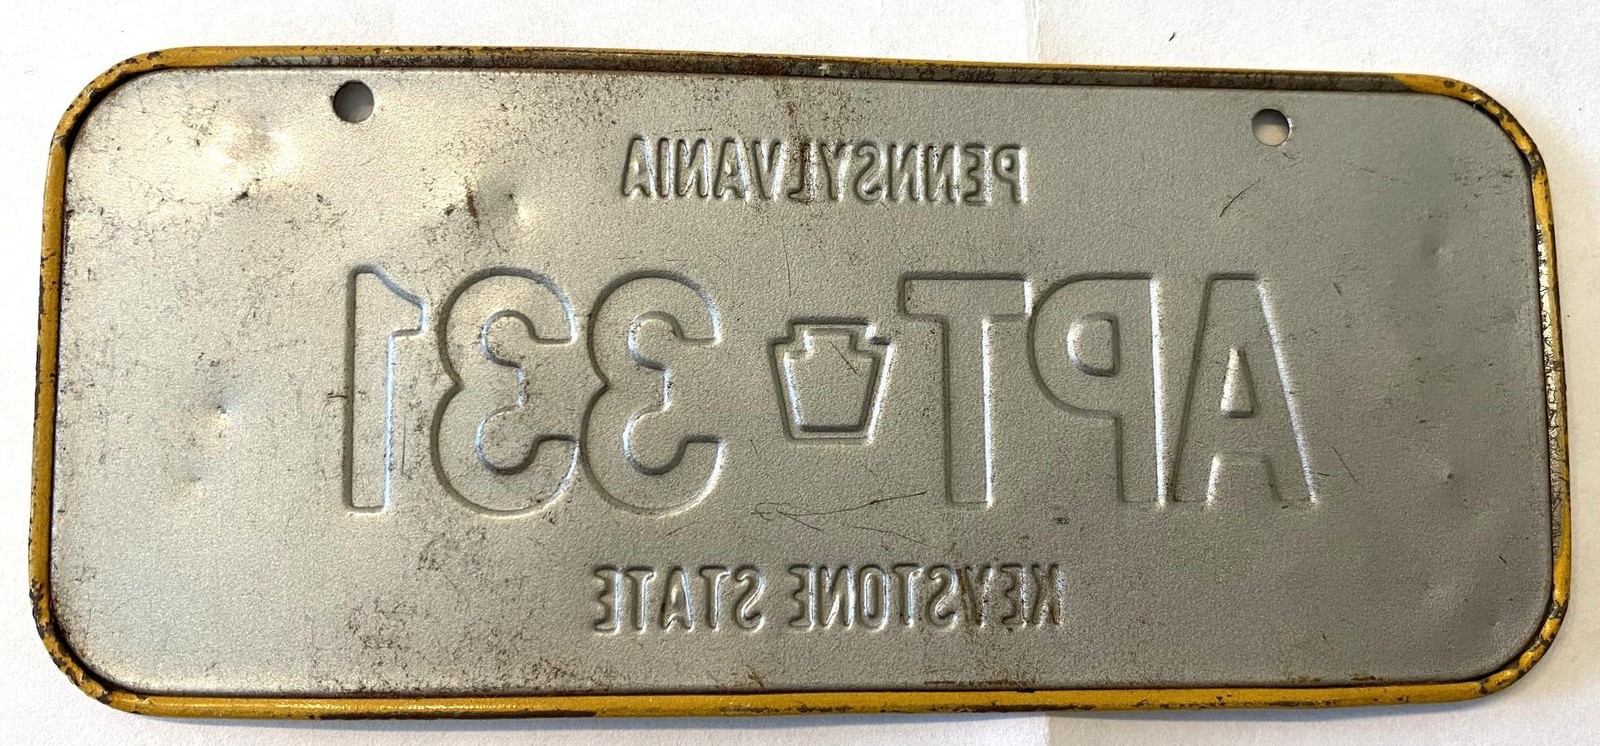 PENNSYLVANIA
APT 331
KEYSTONE STATE